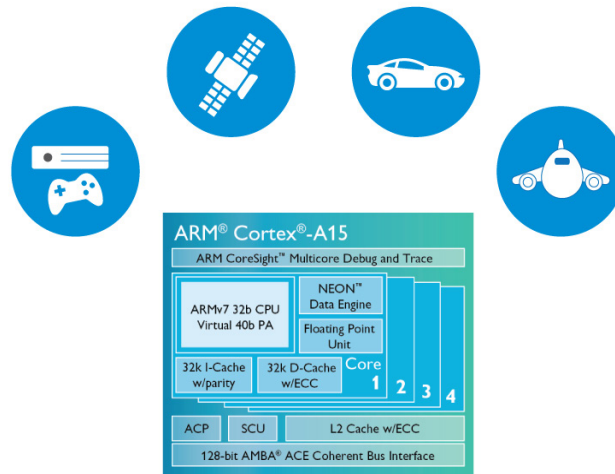 ARM® Cortex®-A15
ARM CoreSight™ Multicore Debug and Trace
ARMv7 32b CPU
Virtual 40b PA
NEON™
Data Engine
Floating Point
Unit
32k I-Cache
w/parity
32k D-Cache
w/ECC
Core
1
2
3
4
ACP
SCU
L2 Cache w/ECC
128-bit AMBA® ACE Coherent Bus Interface